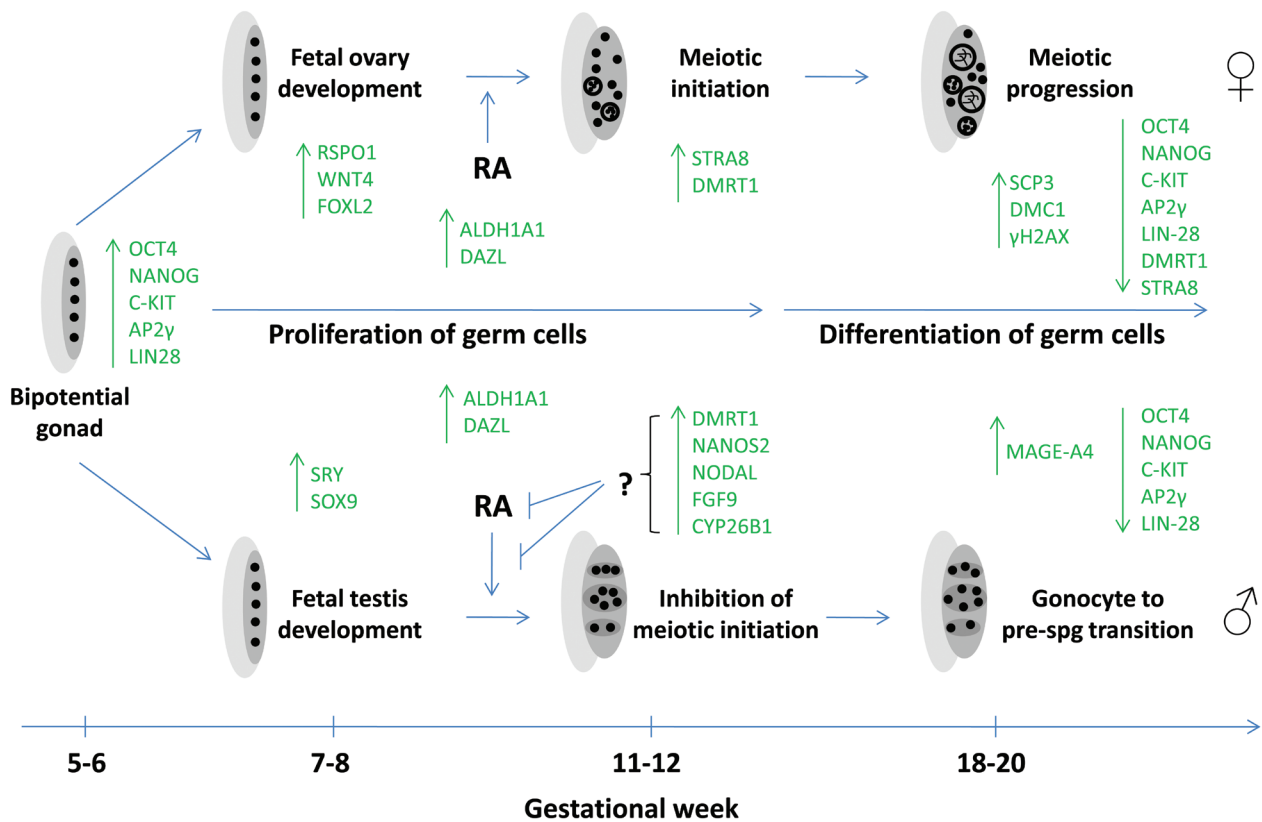 Fetal ovary
development
Meiotic
initiation
Meiotic
progression
♀
RSPO1
WNT4
FOXL2
RA
ALDH1A1
DAZL
STRA8
DMRT1
SCP3
DMC1
γH2AX
OCT4
NANOG
C-KIT
AP2γ
LIN-28
DMRT1
STRA8
OCT4
NANOG
C-KIT
AP2γ
LIN28
Bipotential
gonad
Proliferation of germ cells
Differentiation of germ cells
ALDH1A1
DAZL
SRY
SOX9
RA
?
DMRT1
NANOS2
NODAL
FGF9
CYP26B1
MAGE-A4
OCT4
NANOG
C-KIT
AP2γ
LIN-28
Fetal testis
development
Inhibition of
meiotic initiation
Gonocyte to
pre-spg transition
♂
5-6
7-8
11-12
18-20
Gestational week